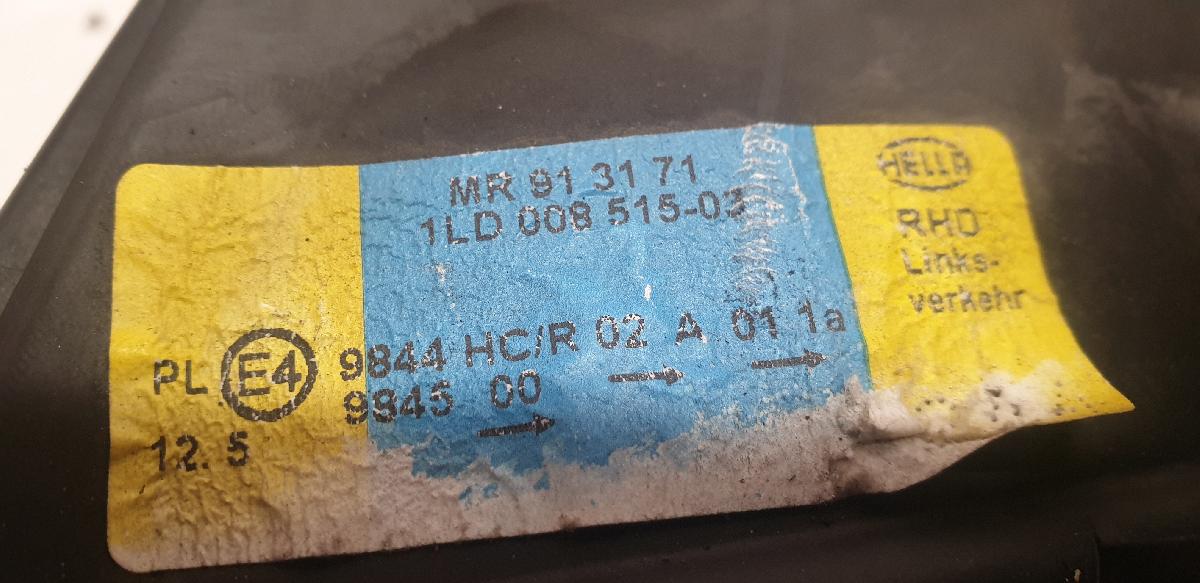 MR 91 31 71
1LD 008 515-03
HELLA
RHD
Links-
verkehr
PL E4 9844 HC/R 02 A 01 1a
9845 00
12. 5